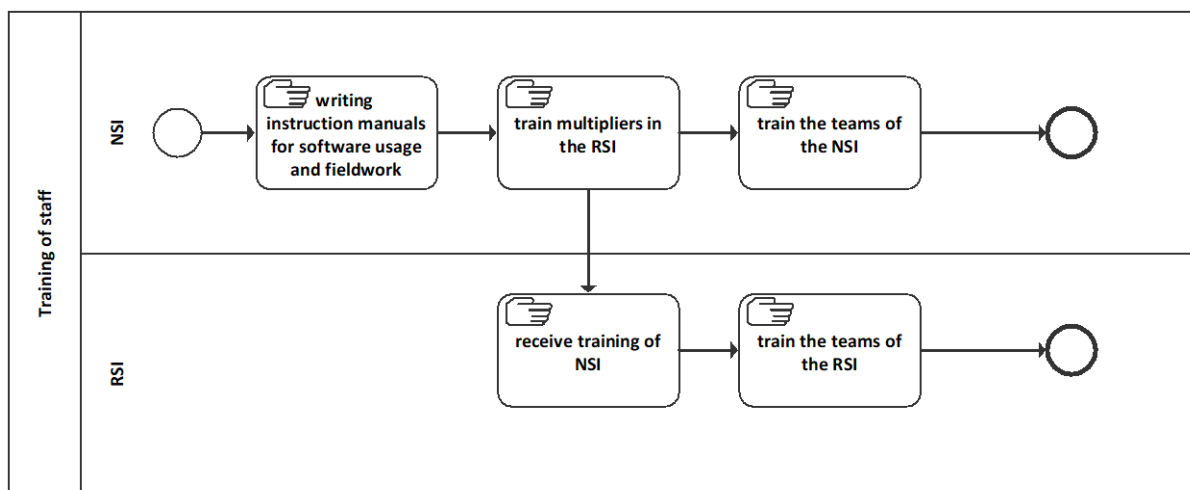 Training of staff
NSI
writing
instruction manuals
for software usage
and fieldwork
train multipliers in
the RSI
train the teams of
the NSI
RSI
receive training of
NSI
train the teams of
the RSI